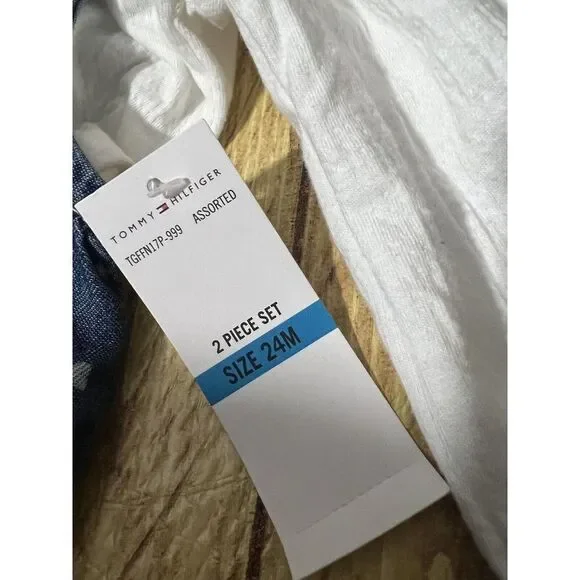 TOMMY HILFIGER
TGFFN17P-999 ASSORTED
2 PIECE SET
SIZE 24M